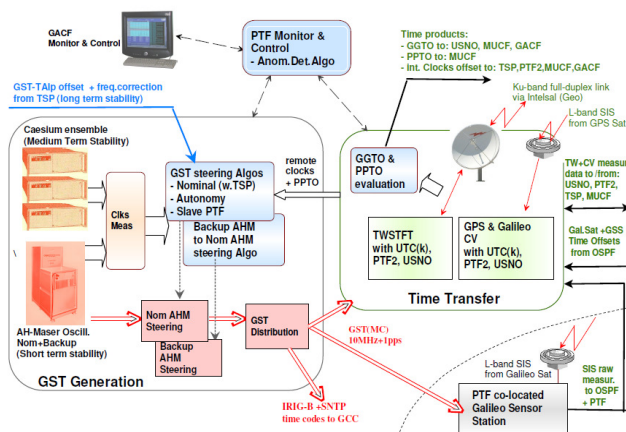 GACF
Monitor & Control
PTF Monitor &
Control
- Anom.Det.Algo
Time products:
- GGTO to: USNO, MUCF, GACF
- PPTO to: MUCF
- Int. Clocks offset to: TSP,PTF2,MUCF,GACF
GST-TAIp offset + freq.correction
from TSP (long term stability)
Ku-band full-duplex link
via Intelsal (Geo)
L-band SIS
from GPS Sat
Caesium ensemble
(Medium Term Stability)
Clks
Meas
GST steering Algos
- Nominal (w.TSP)
- Autonomy
- Slave PTF
Backup AHM
to Nom AHM
steering Algo
remote
clocks
+ PPTO
GGTO &
PPTO
evaluation
TWSTFT
with UTC(k),
PTF2, USNO
GPS & Galileo
CV
with UTC(k),
PTF2, USNO
Time Transfer
TW+CV measur
data to /from:
USNO, PTF2,
TSP, MUCF
Gal.Sat +GSS
Time Offsets
from OSPF
\
AH-Maser Oscill.
Nom+Backup
(Short term stability)
Nom AHM
Steering
Backup
AHM
Steering
GST
Distribution
GST Generation
GST(MC)
10MHz+1pps
IRIG-B +SNTP
time codes to GCC
L-band SIS
from Galileo Sat
PTF co-located
Galileo Sensor
Station
SIS raw
measur.
to OSPF
+ PTF